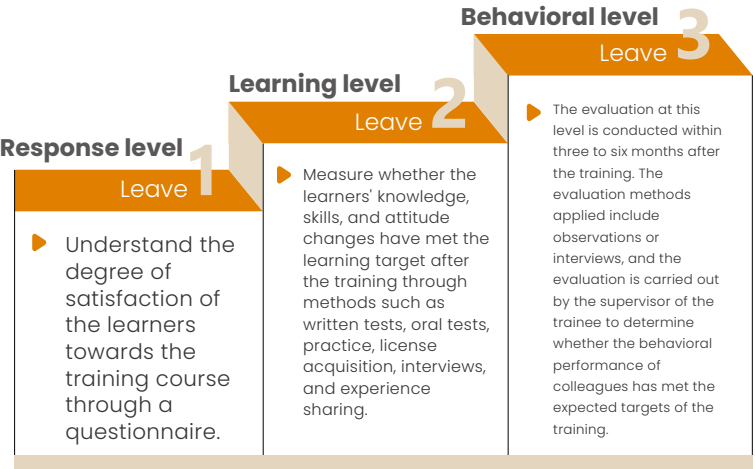 Response level
Leave 1
Understand the
degree of
satisfaction of
the learners
towards the
training course
through a
questionnaire.
Learning level
Leave 2
Measure whether the
learners' knowledge,
skills, and attitude
changes have met the
learning target after
the training through
methods such as
written tests, oral tests,
practice, license
acquisition, interviews,
and experience
sharing.
Behavioral level
Leave 3
The evaluation at this
level is conducted within
three to six months after
the training. The
evaluation methods
applied include
observations or
interviews, and the
evaluation is carried out
by the supervisor of the
trainee to determine
whether the behavioral
performance of
colleagues has met the
expected targets of the
training.